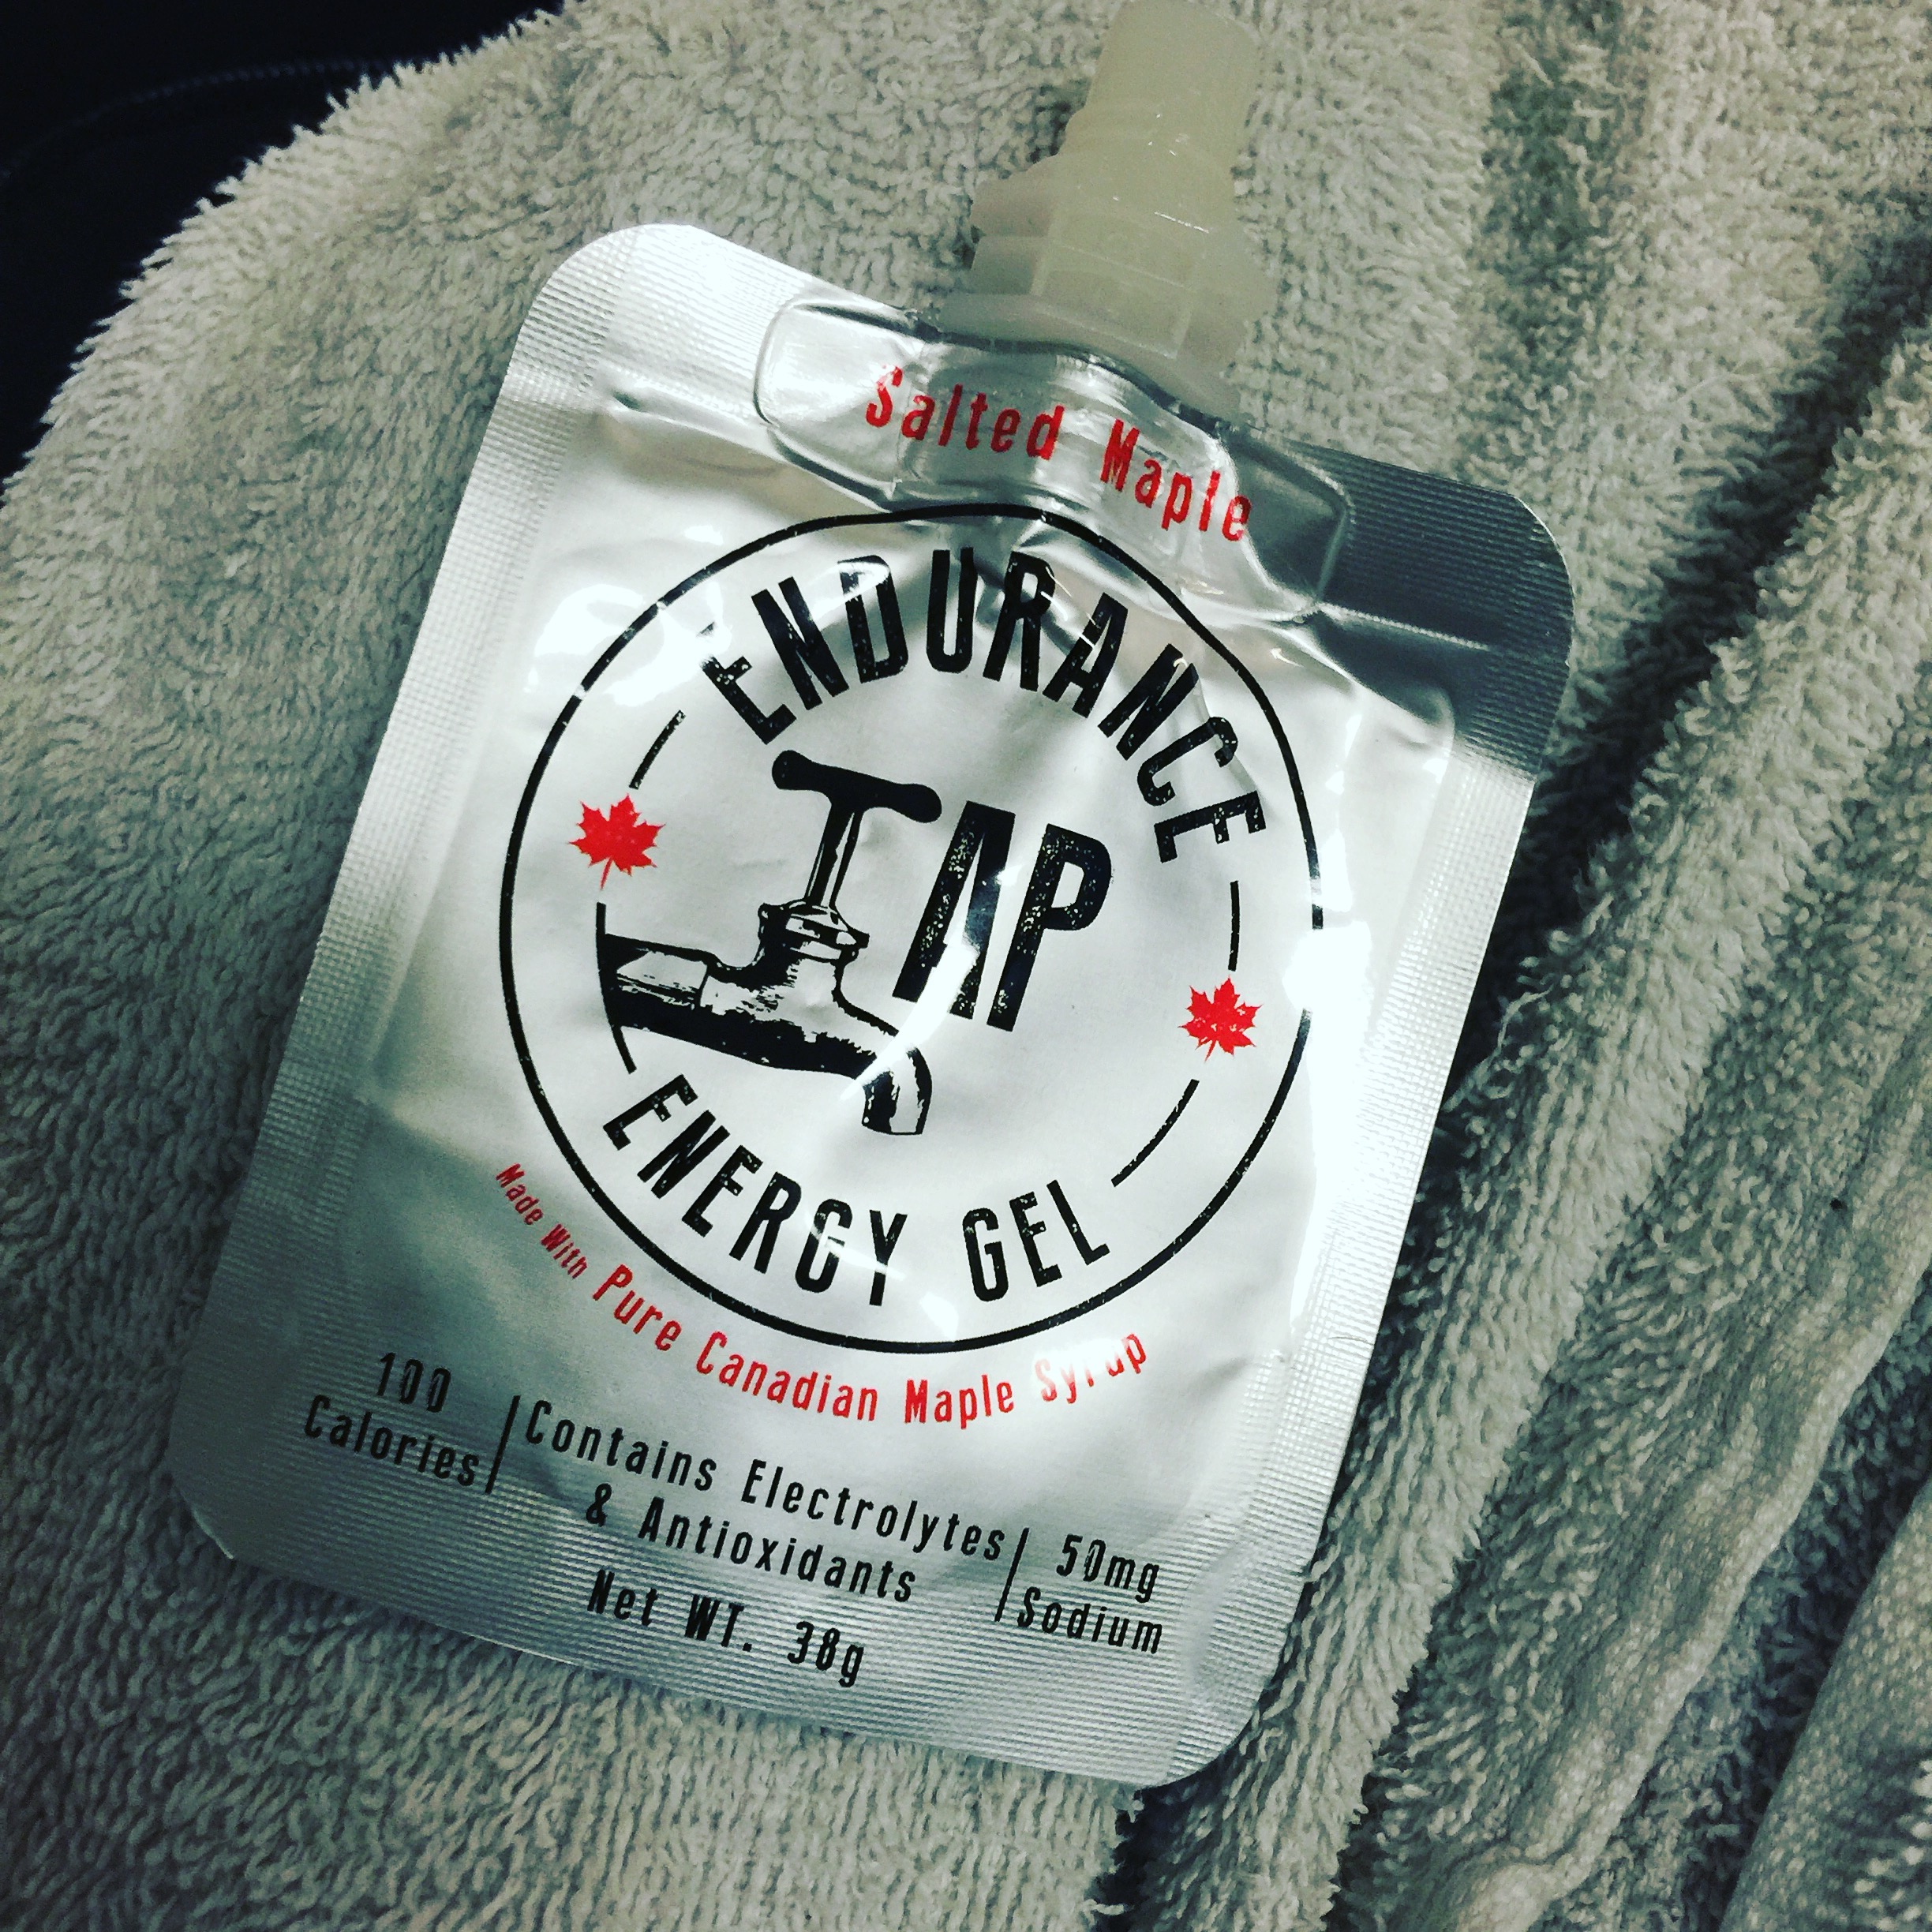 Salted Maple
ENDURANCE
TAP
ENERGY GEL
Made With Pure Canadian Maple Syrup
100
Calories
Contains Electrolytes
& Antioxidants
50mg
Sodium
Net WT. 38g